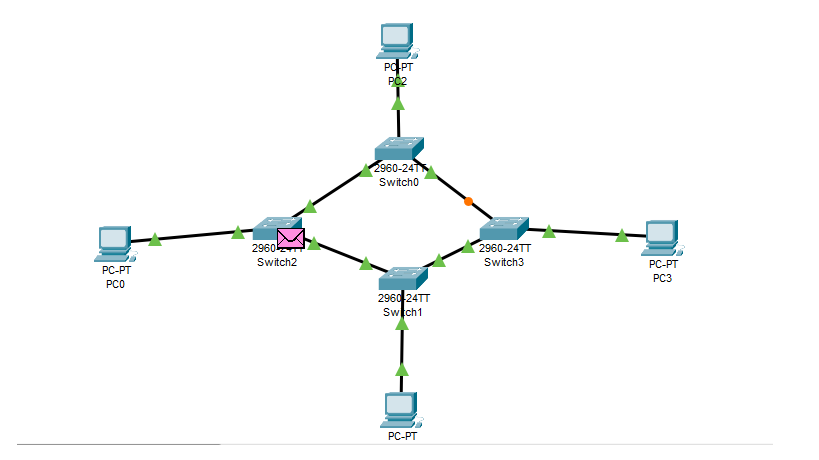 PC-PT
PC2
2960-24TT
Switch0
2960-24TT
Switch2
2960-24TT
Switch3
PC-PT
PC0
PC-PT
PC3
2960-24TT
Switch1
PC-PT